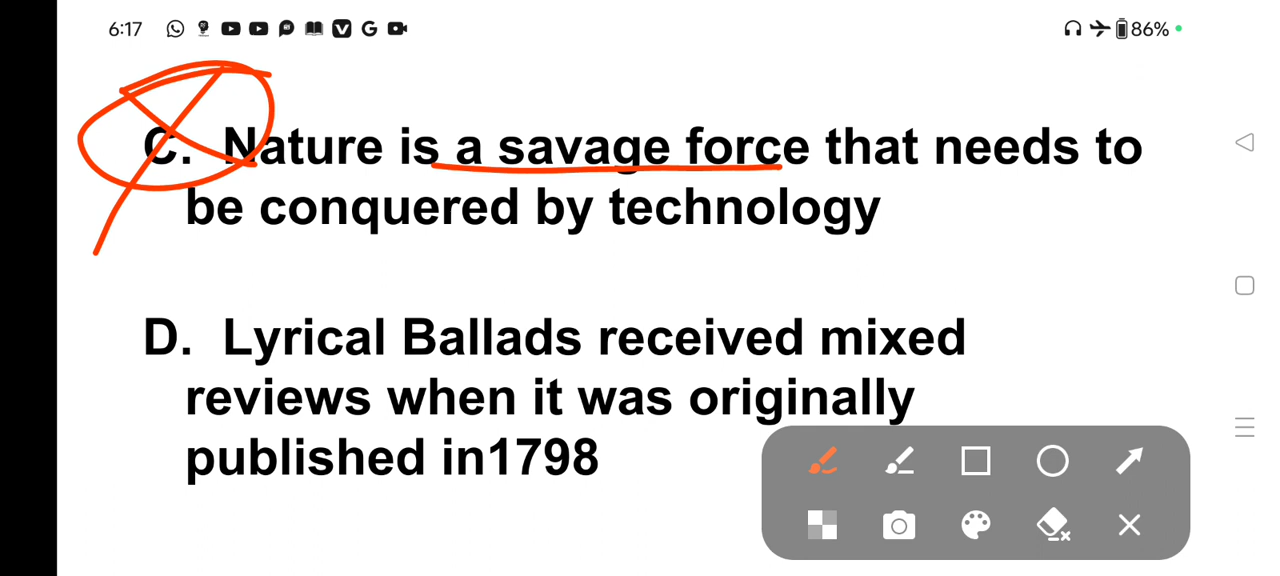 6:17 86%
C. Nature is a savage force that needs to
be conquered by technology
D. Lyrical Ballads received mixed
reviews when it was originally
published in1798